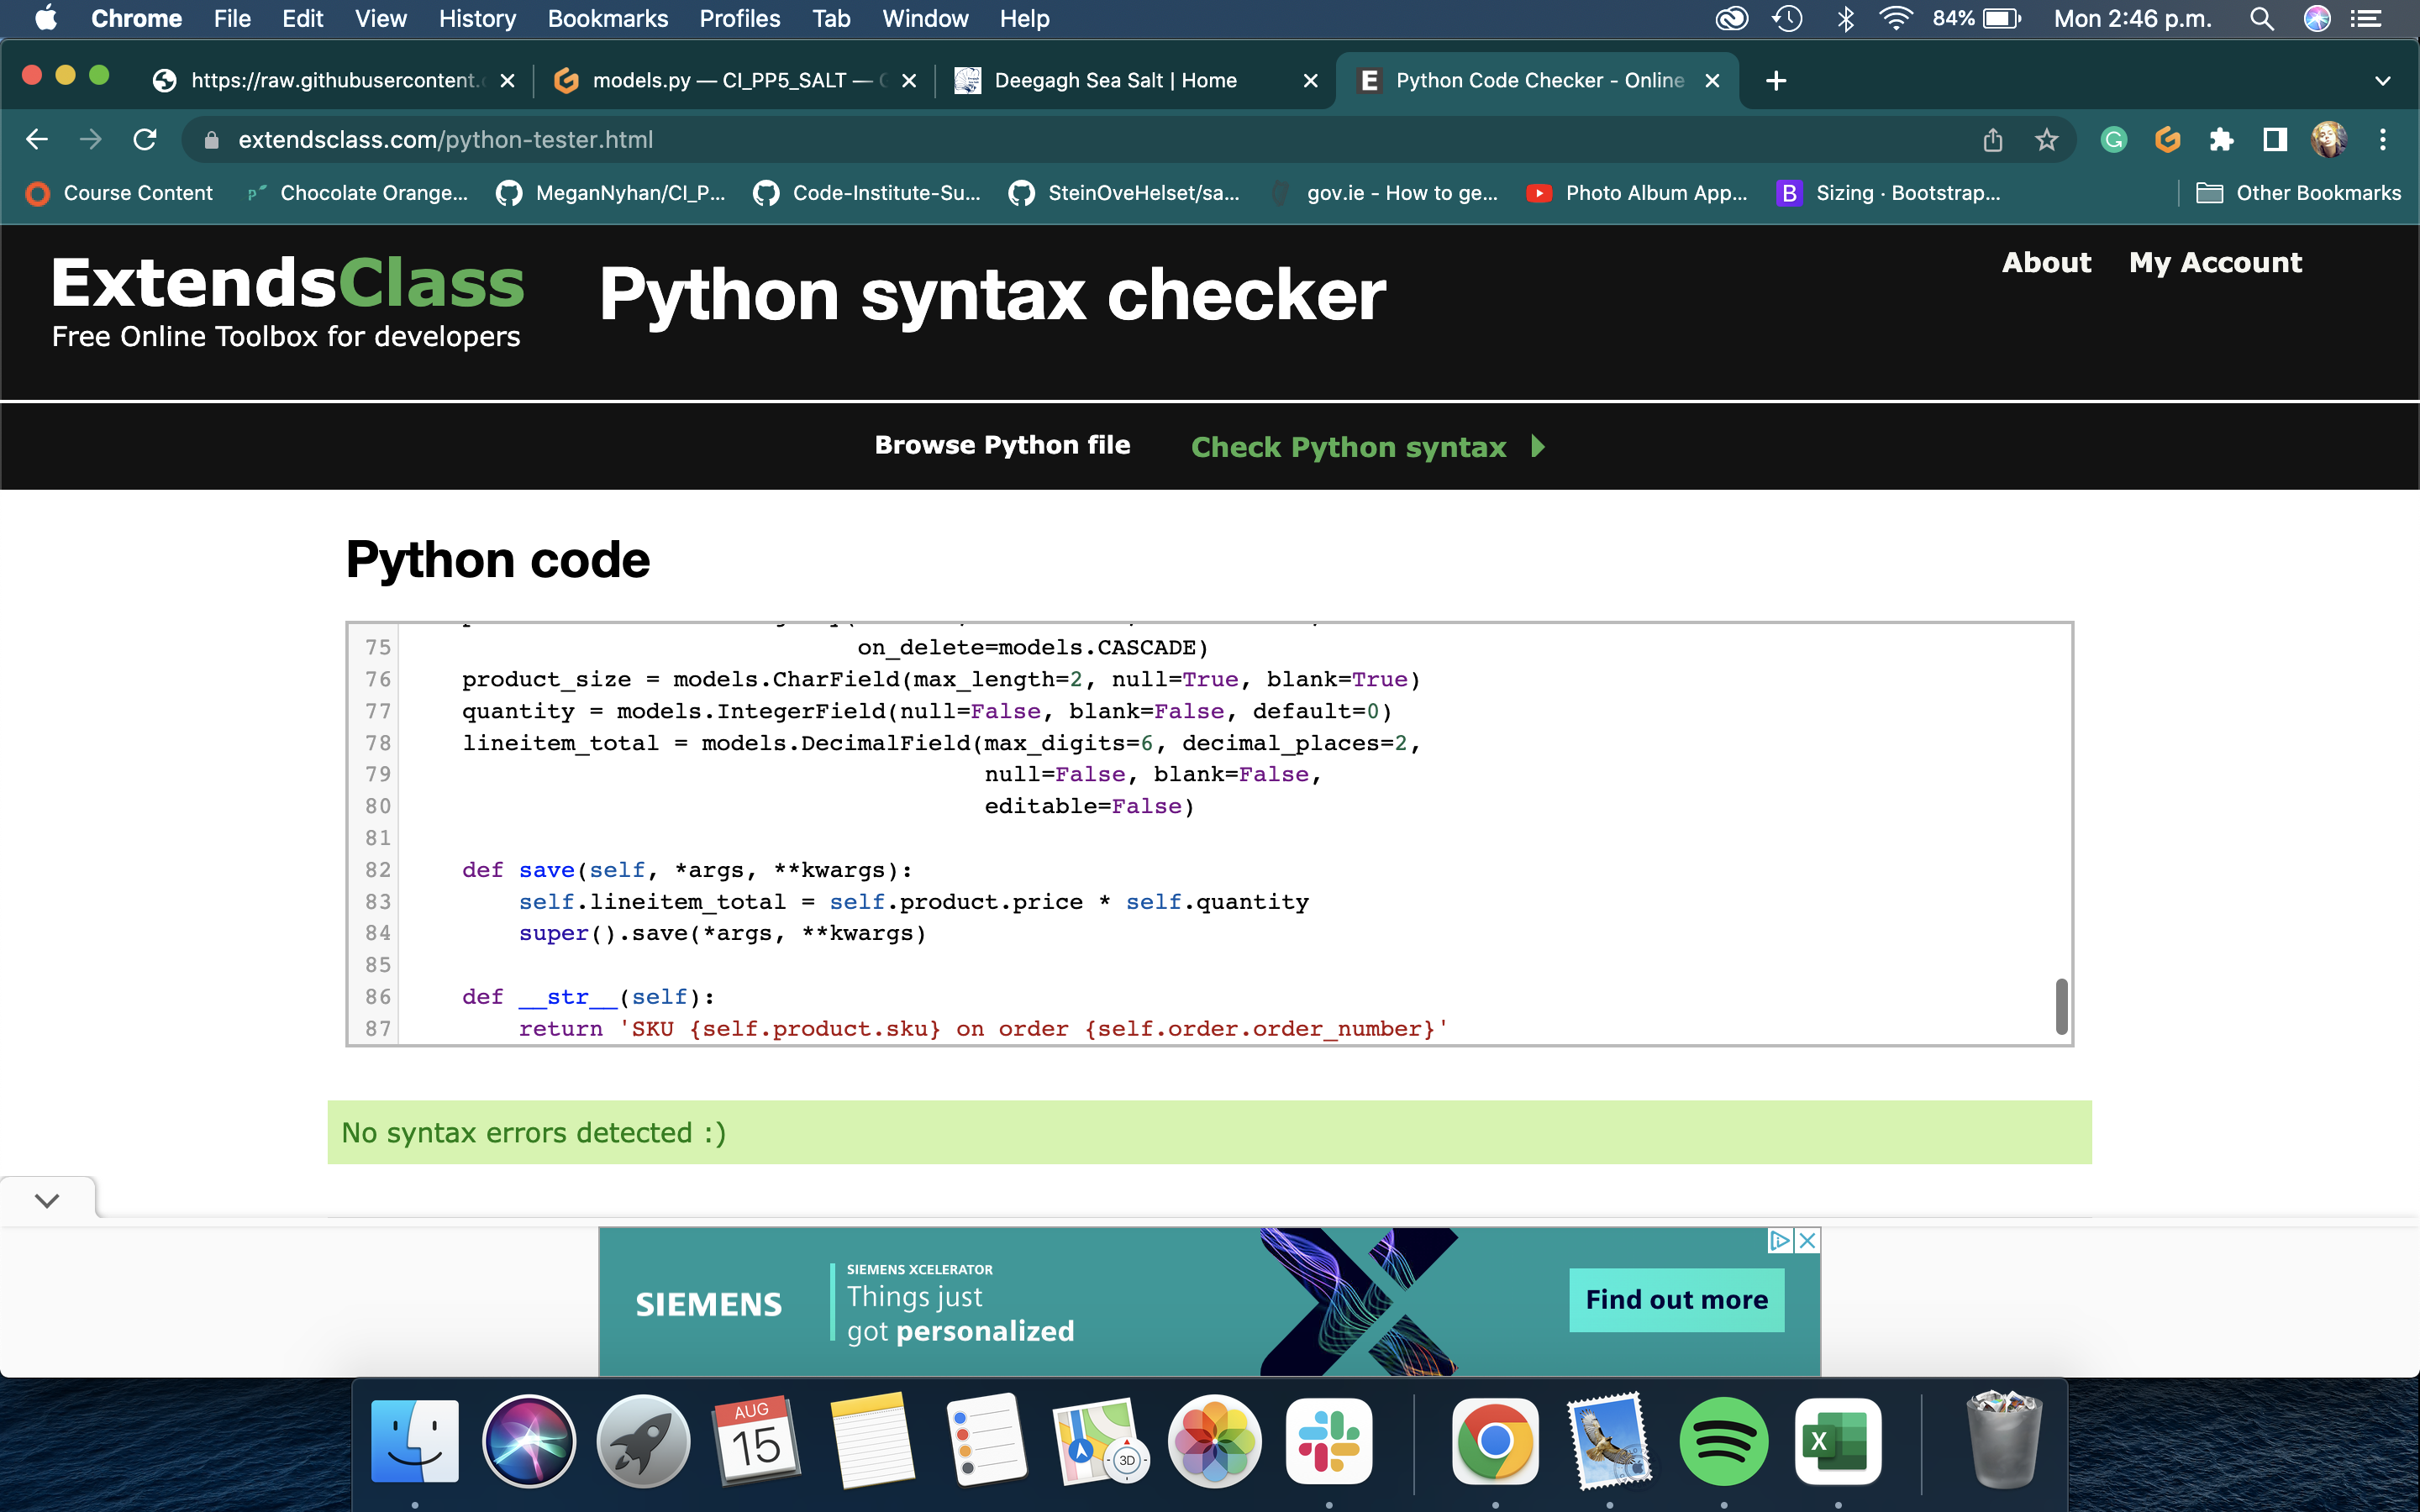 Chrome File Edit View History Bookmarks Profiles Tab Window Help 84% Mon 2:46 p.m.
https://raw.githubusercontent. models.py — CI_PP5_SALT — Deegagh Sea Salt | Home Python Code Checker - Online
extendsclass.com/python-tester.html
Course Content Chocolate Orange... MeganNyhan/CI_P... Code-Institute-Su... SteinOveHelset/sa... gov.ie - How to ge... Photo Album App... Sizing · Bootstrap... Other Bookmarks
ExtendsClass Python syntax checker About My Account
Free Online Toolbox for developers
Browse Python file Check Python syntax
Python code
75 on_delete=models.CASCADE)
76 product_size = models.CharField(max_length=2, null=True, blank=True)
77 quantity = models.IntegerField(null=False, blank=False, default=0)
78 lineitem_total = models.DecimalField(max_digits=6, decimal_places=2,
79 null=False, blank=False,
80 editable=False)
81
82 def save(self, *args, **kwargs):
83 self.lineitem_total = self.product.price * self.quantity
84 super().save(*args, **kwargs)
85
86 def __str__(self):
87 return 'SKU {self.product.sku} on order {self.order.order_number}'
No syntax errors detected :)
SIEMENS
SIEMENS XCELERATOR
Things just
got personalized
Find out more
AUG
15
3D
X